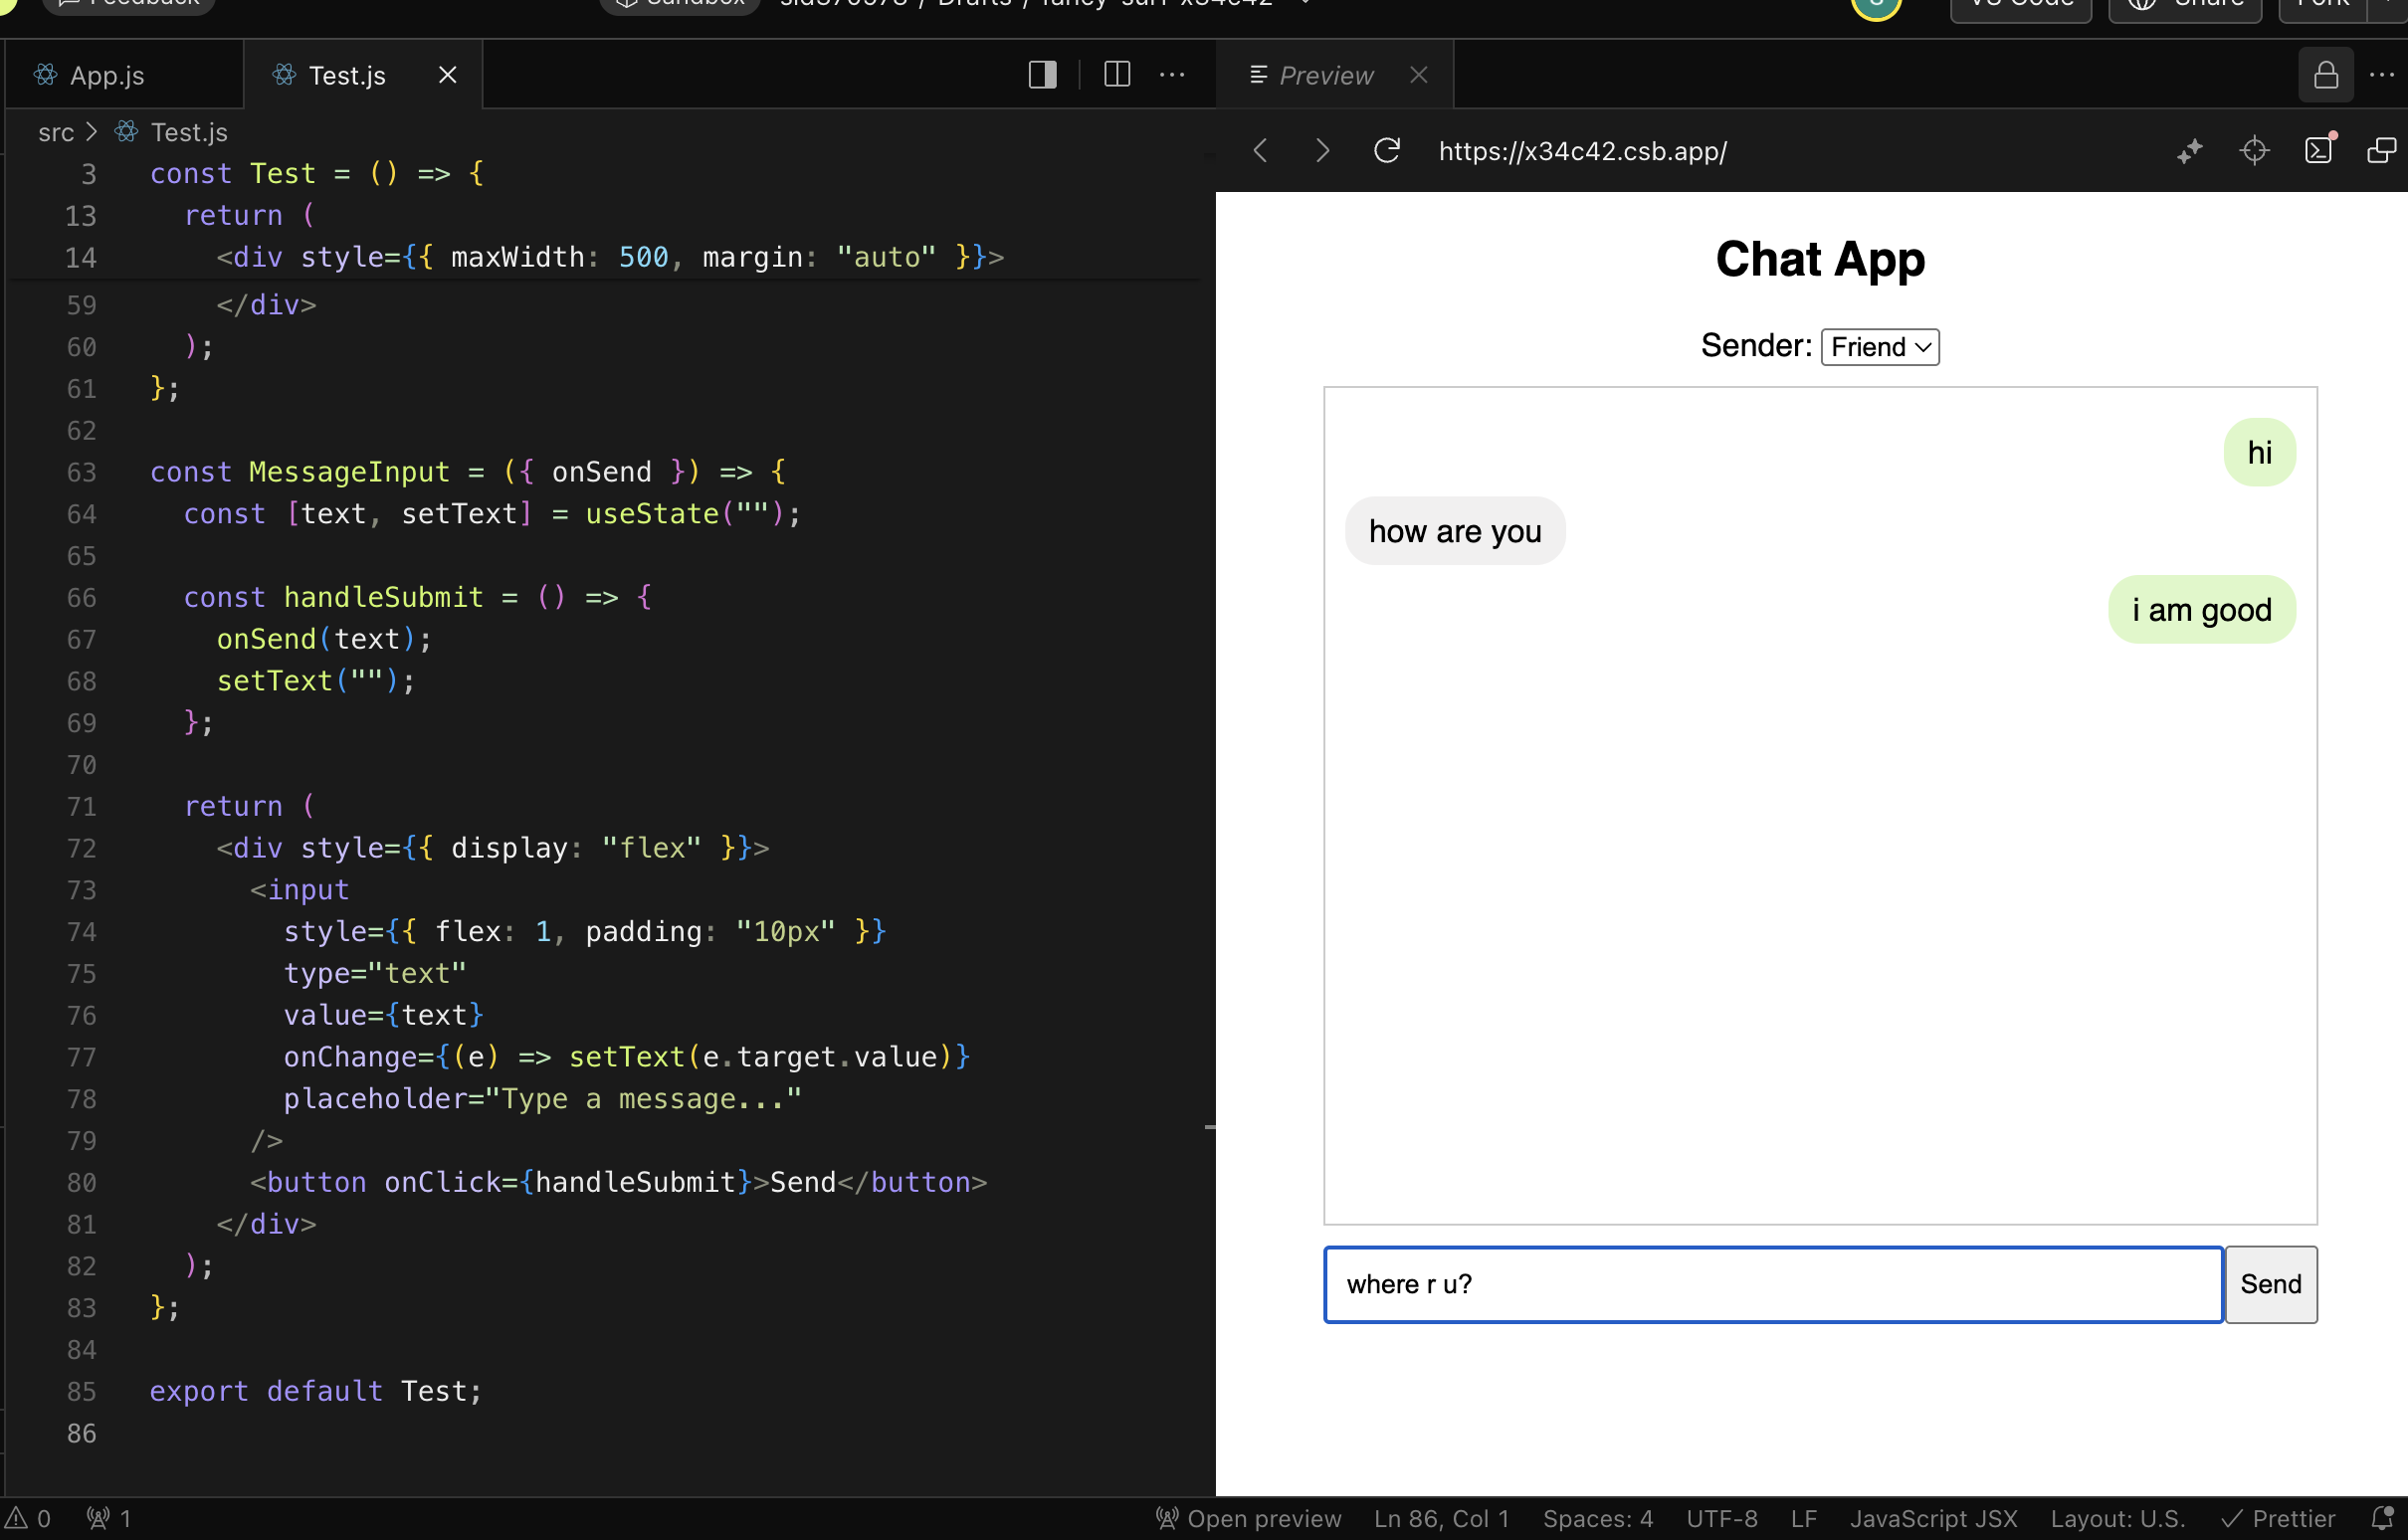 Feedback
Sandbox
Drafts / fancy-surf-x34c42
VS Code
Share
Fork
App.js
Test.js
Preview
src > Test.js
https://x34c42.csb.app/
3 const Test = () => {
13 return (
14 <div style={{ maxWidth: 500, margin: "auto" }}>
59 </div>
60 );
61 };
62
63 const MessageInput = ({ onSend }) => {
64 const [text, setText] = useState("");
65
66 const handleSubmit = () => {
67 onSend(text);
68 setText("");
69 };
70
71 return (
72 <div style={{ display: "flex" }}>
73 <input
74 style={{ flex: 1, padding: "10px" }}
75 type="text"
76 value={text}
77 onChange={(e) => setText(e.target.value)}
78 placeholder="Type a message..."
79 />
80 <button onClick={handleSubmit}>Send</button>
81 </div>
82 );
83 };
84
85 export default Test;
86
Chat App
Sender: Friend
hi
how are you
i am good
where r u?
Send
0
1
Open preview
Ln 86, Col 1
Spaces: 4
UTF-8
LF
JavaScript JSX
Layout: U.S.
Prettier